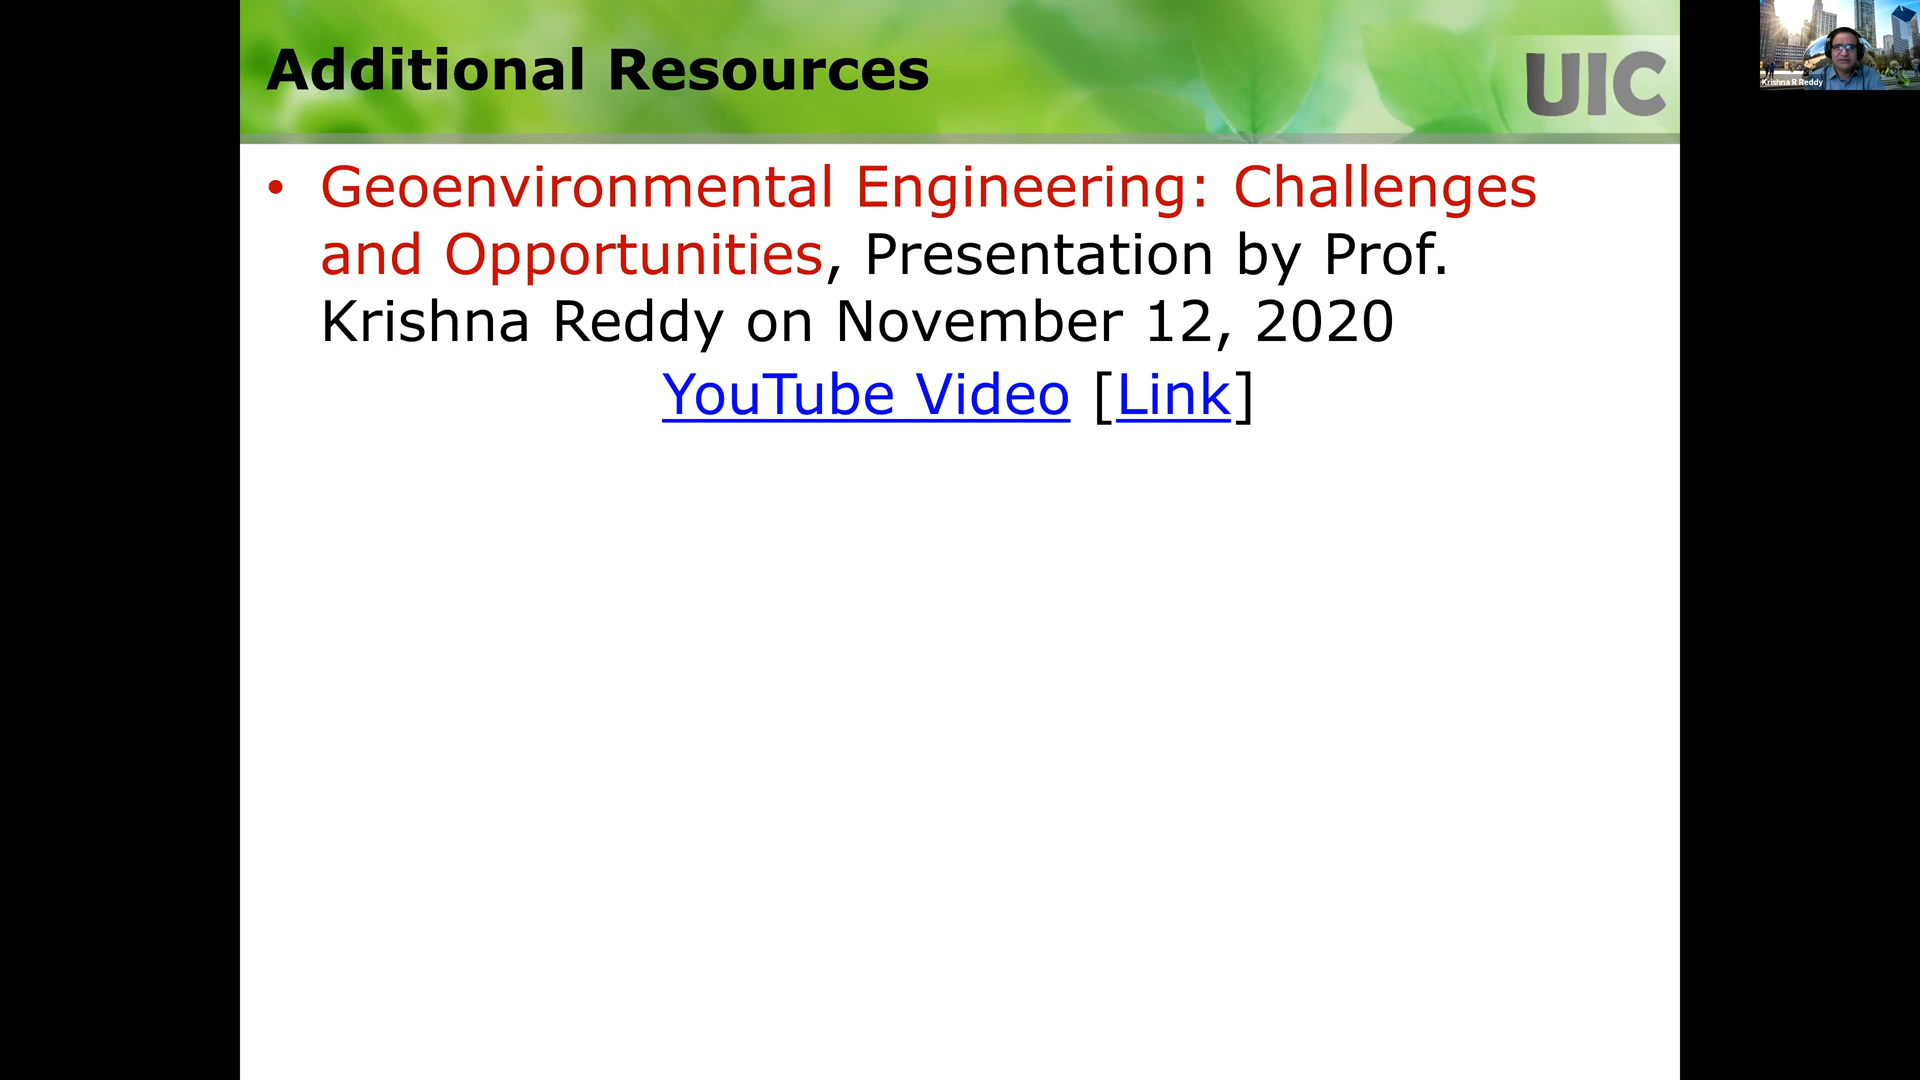 Additional Resources
UIC
Krishna R Reddy
• Geoenvironmental Engineering: Challenges
and Opportunities, Presentation by Prof.
Krishna Reddy on November 12, 2020
YouTube Video [Link]